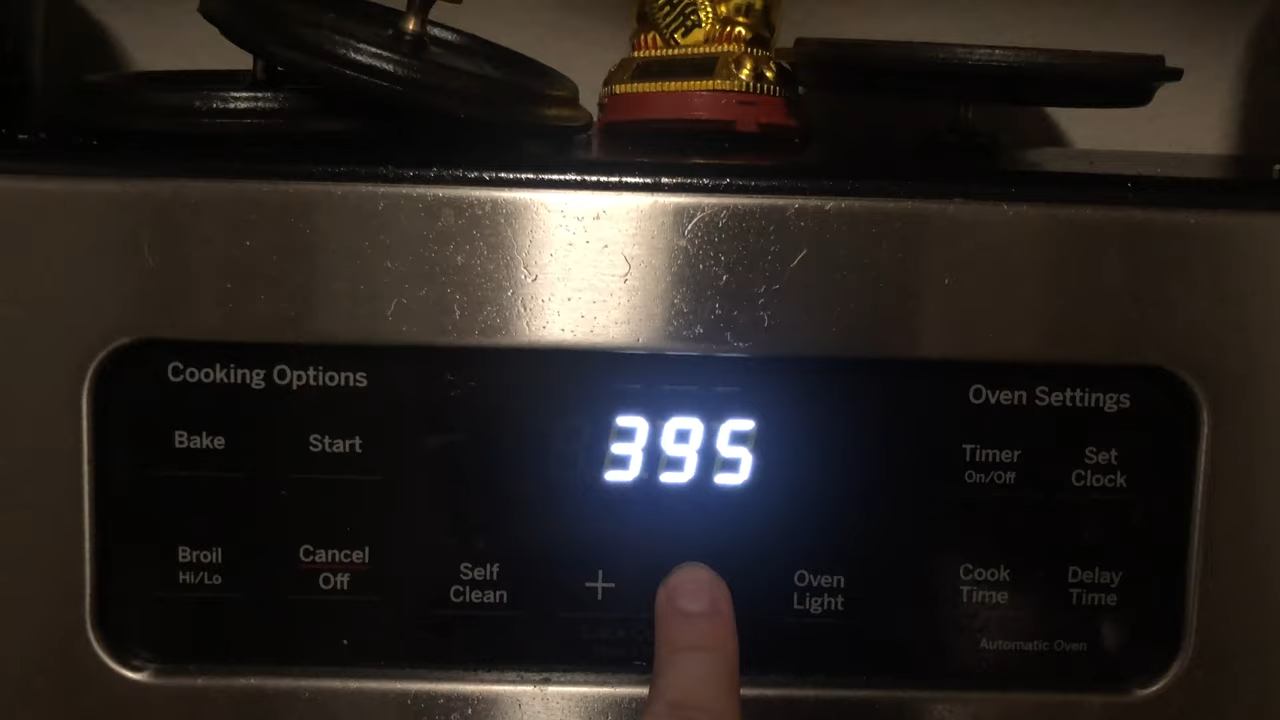 Cooking Options
Bake
Start
Broil
Hi/Lo
Cancel
Off
Self
Clean
395
+
Oven
Light
Oven Settings
Timer
On/Off
Set
Clock
Cook
Time
Delay
Time
Automatic Oven